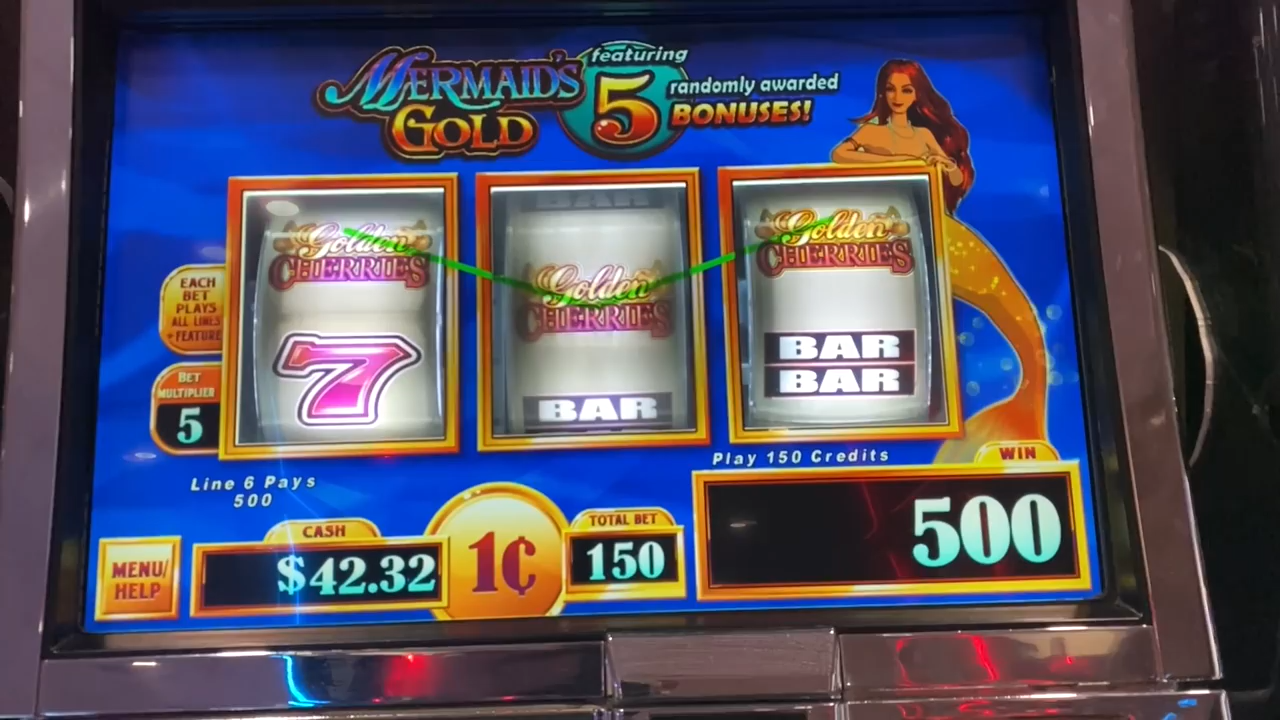 MERMAID'S GOLD
featuring
5
randomly awarded
BONUSES!
BAR
Golden
CHERRIES
Golden
CHERRIES
Golden
CHERRIES
EACH
BET
PLAYS
ALL LINES
+FEATURE
7
BAR
BAR
BAR
BET
MULTIPLIER
5
Line 6 Pays
500
Play 150 Credits
WIN
500
CASH
$42.32
1¢
TOTAL BET
150
MENU/
HELP